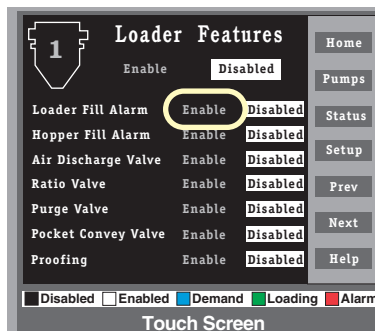 1
Loader Features
Enable Disabled
Loader Fill Alarm Enable Disabled
Hopper Fill Alarm Enable Disabled
Air Discharge Valve Enable Disabled
Ratio Valve Enable Disabled
Purge Valve Enable Disabled
Pocket Convey Valve Enable Disabled
Proofing Enable Disabled
Home
Pumps
Status
Setup
Prev
Next
Help
Disabled Enabled Demand Loading Alarm
Touch Screen